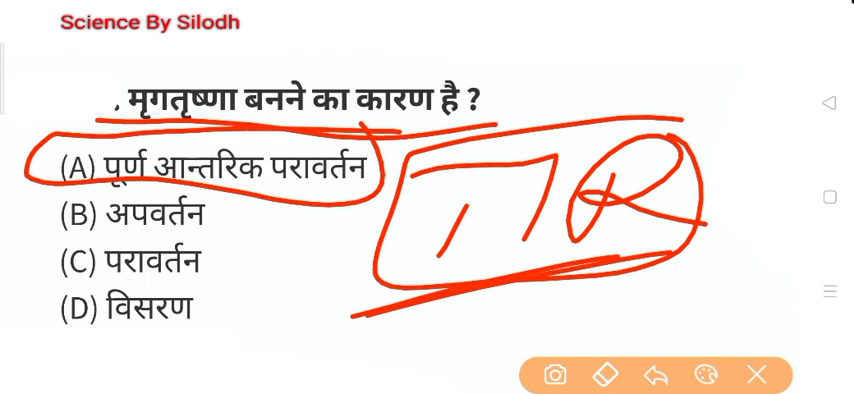 Science By Silodh
. मृगतृष्णा बनने का कारण है ?
(A) पूर्ण आन्तरिक परावर्तन
(B) अपवर्तन
(C) परावर्तन
(D) विसरण
TIR